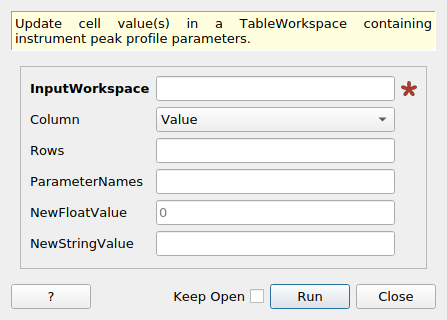 Update cell value(s) in a TableWorkspace containing
instrument peak profile parameters.
InputWorkspace *
Column Value
Rows
ParameterNames
NewFloatValue 0
NewStringValue
? Keep Open Run Close